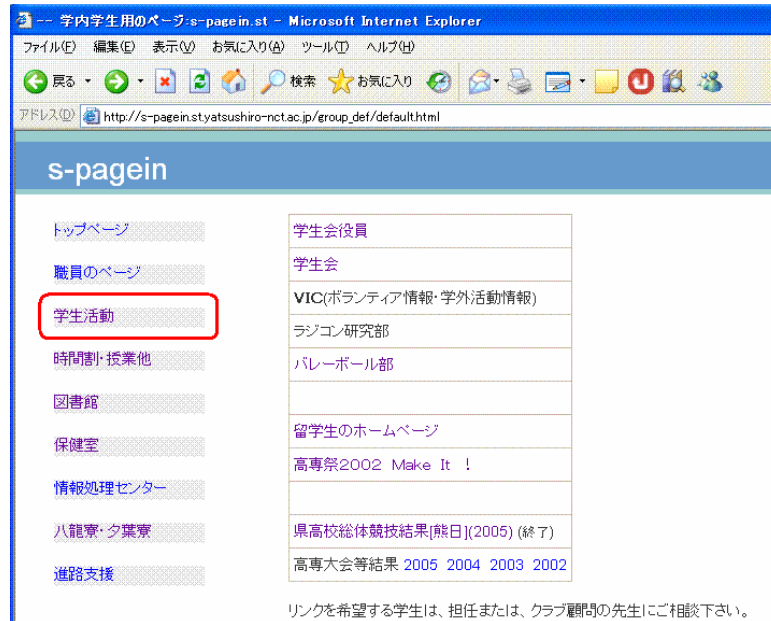 -- 学内学生用のページ:s-pagein.st - Microsoft Internet Explorer
ファイル(F) 編集(E) 表示(V) お気に入り(A) ツール(T) ヘルプ(H)
戻る 検索 お気に入り
アドレス(D) http://s-pagein.st.yatsushiro-nct.ac.jp/group_def/default.html
s-pagein
トップページ
職員のページ
学生活動
時間割・授業他
図書館
保健室
情報処理センター
八龍寮・夕葉寮
進路支援
学生会役員
学生会
VIC(ボランティア情報・学外活動情報)
ラジコン研究部
バレーボール部
留学生のホームページ
高専祭2002 Make It !
県高校総体競技結果[熊日](2005) (終了)
高専大会等結果 2005 2004 2003 2002
リンクを希望する学生は、担任または、クラブ顧問の先生にご相談下さい。